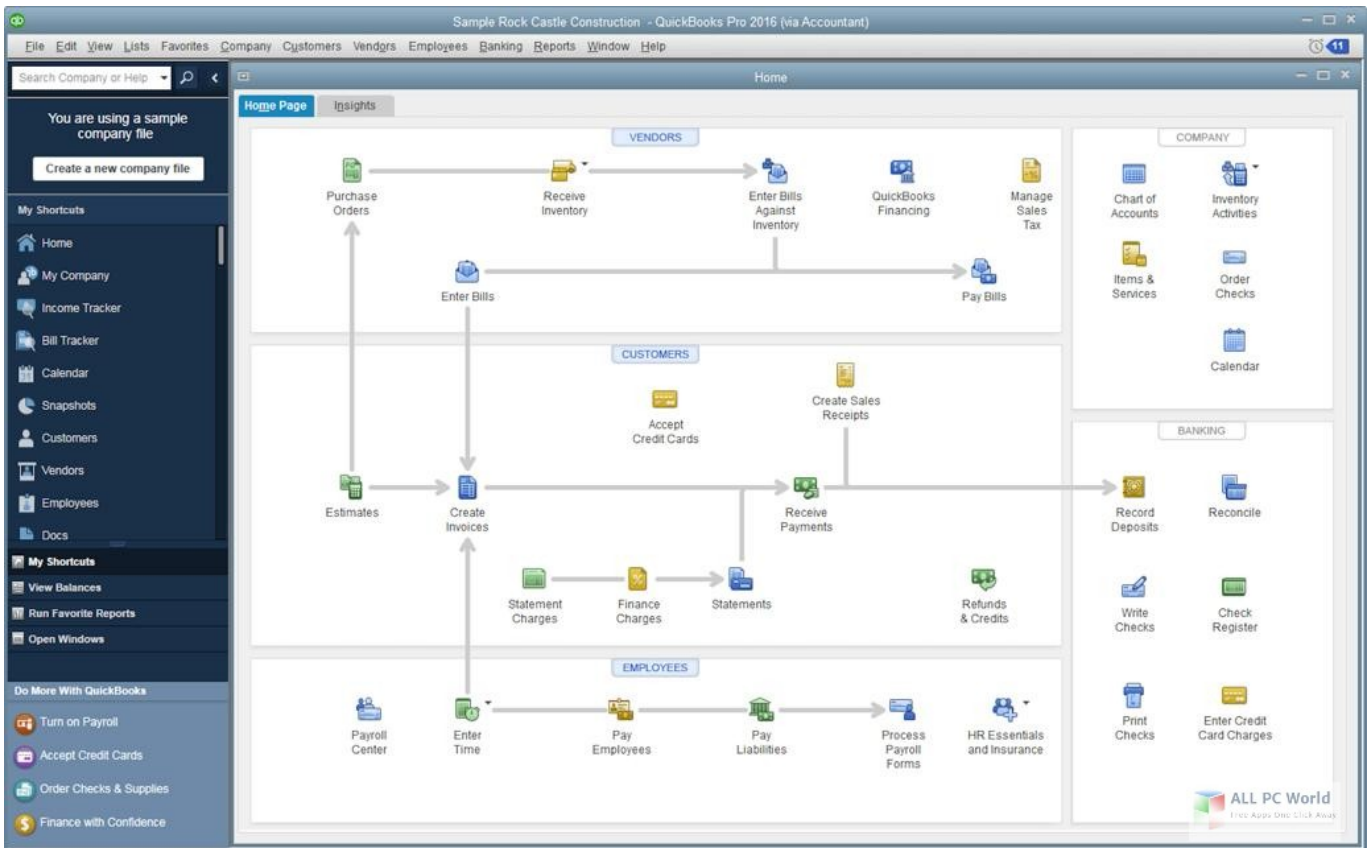 Sample Rock Castle Construction - QuickBooks Pro 2016 (via Accountant)
File Edit View Lists Favorites Company Customers Vendors Employees Banking Reports Window Help
11
Search Company or Help
Home
You are using a sample
company file
Create a new company file
My Shortcuts
Home
My Company
Income Tracker
Bill Tracker
Calendar
Snapshots
Customers
Vendors
Employees
Docs
My Shortcuts
View Balances
Run Favorite Reports
Open Windows
Do More With QuickBooks
Turn on Payroll
Accept Credit Cards
Order Checks & Supplies
Finance with Confidence
Home Page
Insights
VENDORS
Purchase
Orders
Receive
Inventory
Enter Bills
Against
Inventory
QuickBooks
Financing
Manage
Sales
Tax
Enter Bills
Pay Bills
CUSTOMERS
Accept
Credit Cards
Create Sales
Receipts
Estimates
Create
Invoices
Receive
Payments
Statement
Charges
Finance
Charges
Statements
Refunds
& Credits
EMPLOYEES
Payroll
Center
Enter
Time
Pay
Employees
Pay
Liabilities
Process
Payroll
Forms
HR Essentials
and Insurance
COMPANY
Chart of
Accounts
Inventory
Activities
Items &
Services
Order
Checks
Calendar
BANKING
Record
Deposits
Reconcile
Write
Checks
Check
Register
Print
Checks
Enter Credit
Card Charges
ALL PC World
Free Apps One Click Away